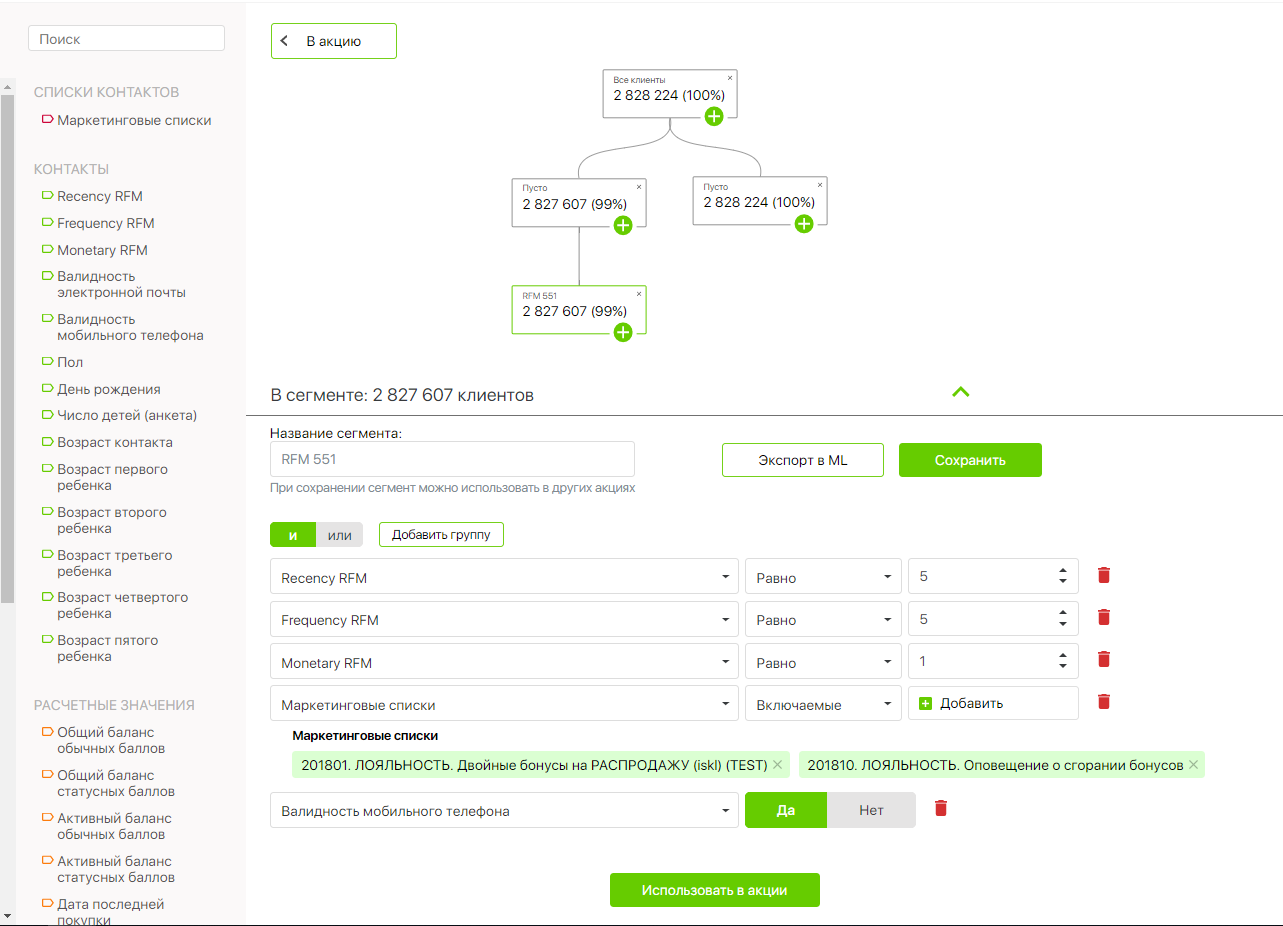 Поиск
СПИСКИ КОНТАКТОВ
Маркетинговые списки
КОНТАКТЫ
Recency RFM
Frequency RFM
Monetary RFM
Валидность
электронной почты
Валидность
мобильного телефона
Пол
День рождения
Число детей (анкета)
Возраст контакта
Возраст первого
ребенка
Возраст второго
ребенка
Возраст третьего
ребенка
Возраст четвертого
ребенка
Возраст пятого
ребенка
РАСЧЕТНЫЕ ЗНАЧЕНИЯ
Общий баланс
обычных баллов
Общий баланс
статусных баллов
Активный баланс
обычных баллов
Активный баланс
статусных баллов
Дата последней
покупки
В акцию
Все клиенты
2 828 224 (100%)
Пусто
2 827 607 (99%)
Пусто
2 828 224 (100%)
RFM 551
2 827 607 (99%)
В сегменте: 2 827 607 клиентов
Название сегмента:
RFM 551
Экспорт в ML
Сохранить
При сохранении сегмент можно использовать в других акциях
и или Добавить группу
Recency RFM Равно 5
Frequency RFM Равно 5
Monetary RFM Равно 1
Маркетинговые списки Включаемые Добавить
Маркетинговые списки
201801. ЛОЯЛЬНОСТЬ. Двойные бонусы на РАСПРОДАЖУ (iskl) (TEST) 201810. ЛОЯЛЬНОСТЬ. Оповещение о сгорании бонусов
Валидность мобильного телефона Да Нет
Использовать в акции